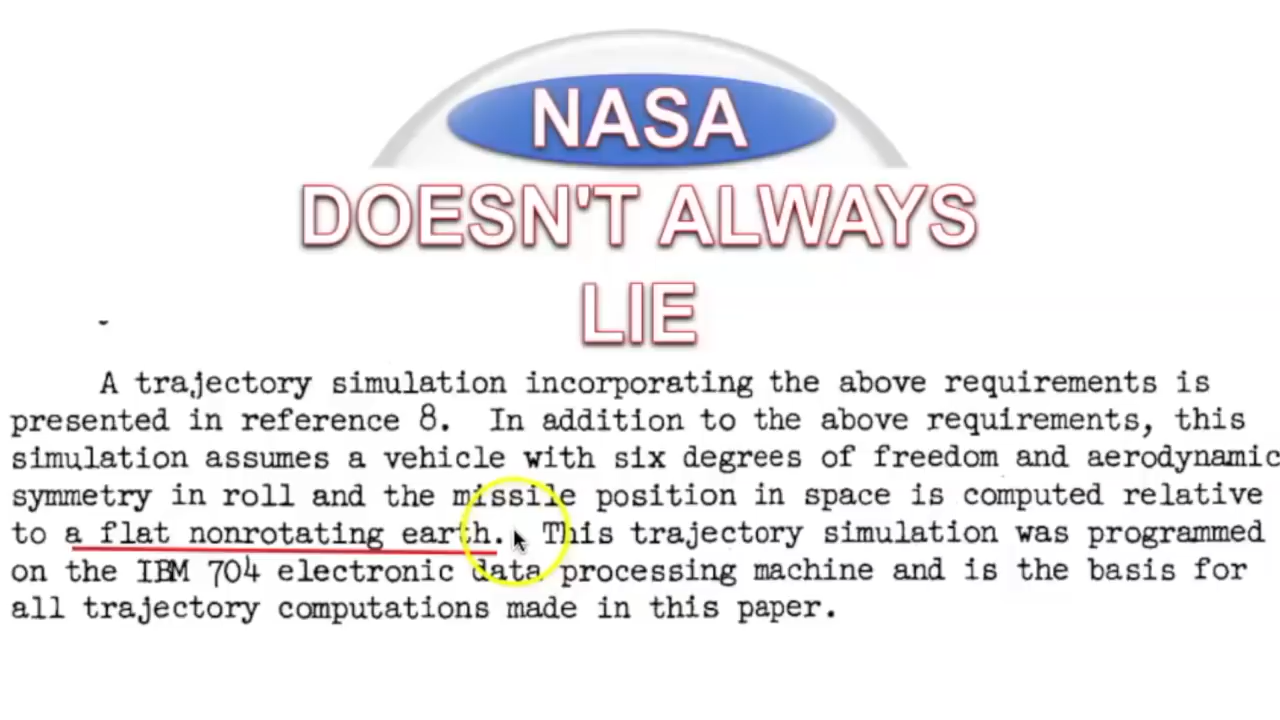 NASA
DOESN'T ALWAYS
LIE
A trajectory simulation incorporating the above requirements is
presented in reference 8. In addition to the above requirements, this
simulation assumes a vehicle with six degrees of freedom and aerodynamic
symmetry in roll and the missile position in space is computed relative
to a flat nonrotating earth. This trajectory simulation was programmed
on the IBM 704 electronic data processing machine and is the basis for
all trajectory computations made in this paper.